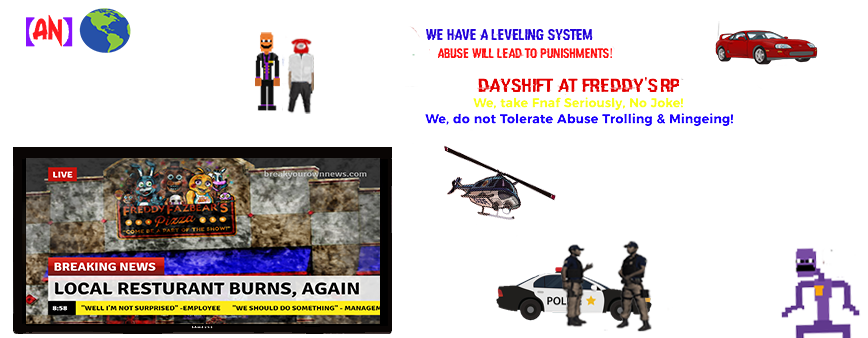 [AN]
WE HAVE A LEVELING SYSTEM
ABUSE WILL LEAD TO PUNISHMENTS!
DAYSHIFT AT FREDDY'S RP
We, take Fnaf Seriously, No Joke!
We, do not Tolerate Abuse Trolling & Mingeing!
LIVE
breakyourownnews.com
FREDDY FAZBEAR'S
Pizza
"COME BE A PART OF THE SHOW!"
BREAKING NEWS
LOCAL RESTURANT BURNS, AGAIN
8:58 "WELL I'M NOT SURPRISED" -EMPLOYEE "WE SHOULD DO SOMETHING" - MANAGEM
POL